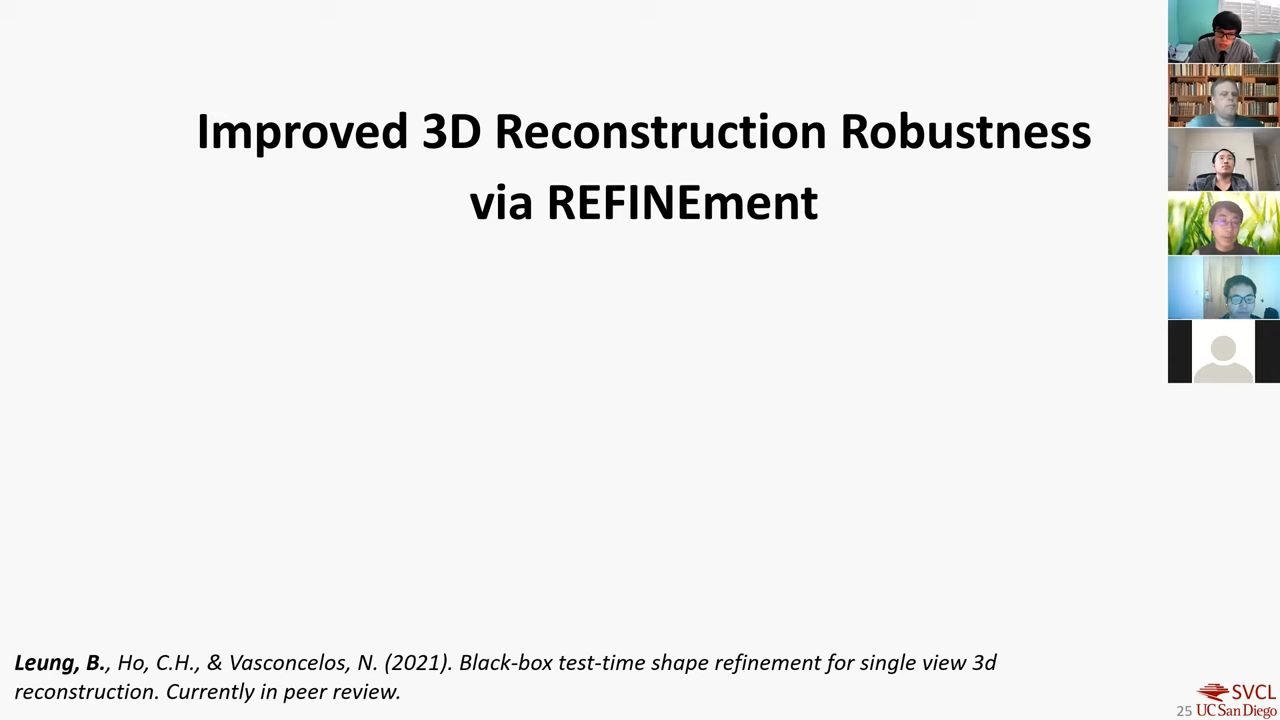 Improved 3D Reconstruction Robustness
via REFINEment
Leung, B., Ho, C.H., & Vasconcelos, N. (2021). Black-box test-time shape refinement for single view 3d
reconstruction. Currently in peer review.
SVCL
25 UC San Diego